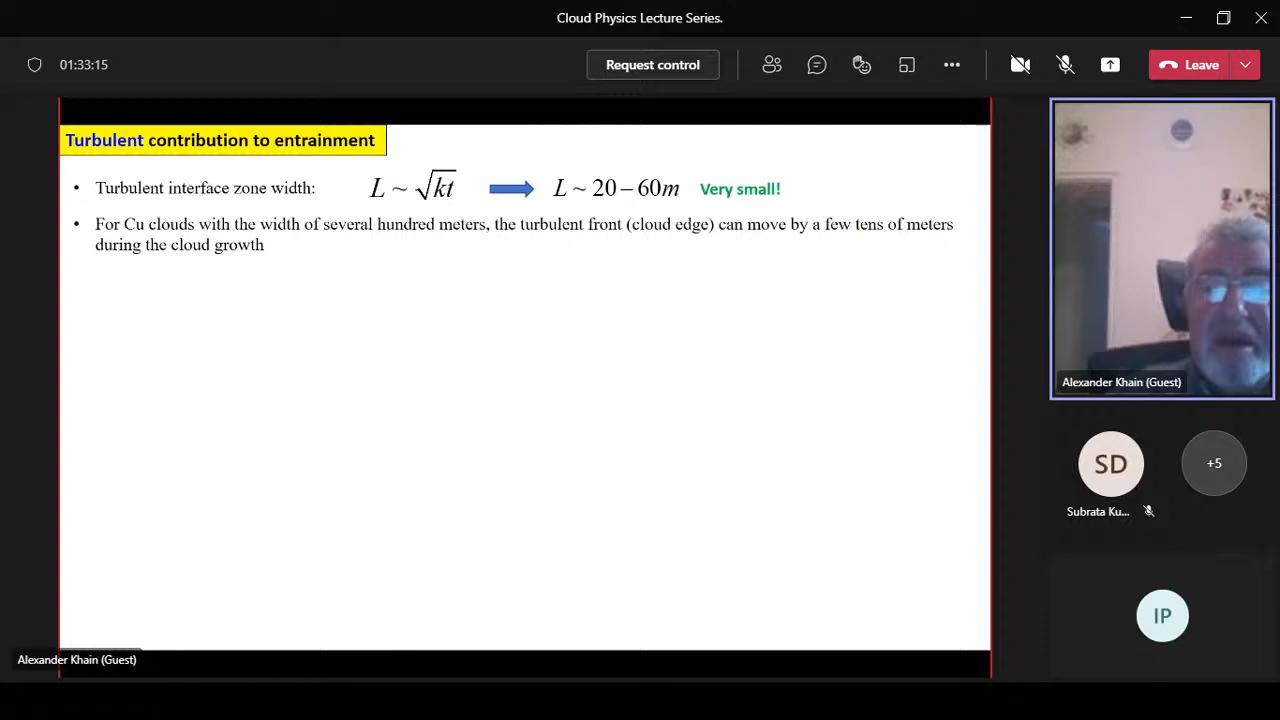 Cloud Physics Lecture Series.
01:33:15
Request control
Leave
Turbulent contribution to entrainment
• Turbulent interface zone width: L ~ √kt L ~ 20 – 60m Very small!
• For Cu clouds with the width of several hundred meters, the turbulent front (cloud edge) can move by a few tens of meters
during the cloud growth
Alexander Khain (Guest)
SD
+5
Subrata Ku...
IP
Alexander Khain (Guest)